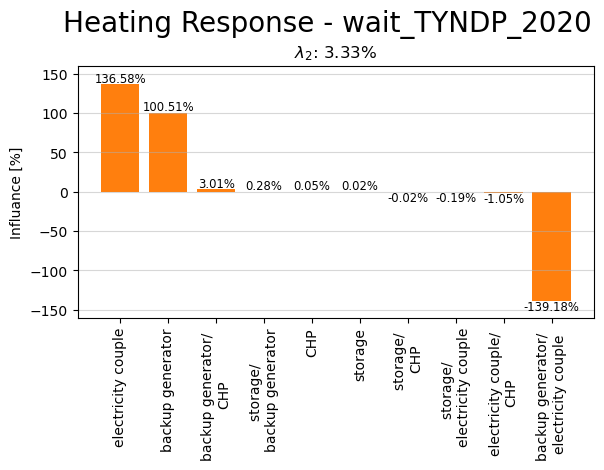 Heating Response - wait_TYNDP_2020
λ₂: 3.33%
Influance [%]
150
100
50
0
−50
−100
−150
136.58%
100.51%
3.01%
0.28%
0.05%
0.02%
-0.02%
-0.19%
-1.05%
-139.18%
electricity couple
backup generator
backup generator/
CHP
storage/
backup generator
CHP
storage
storage/
CHP
storage/
electricity couple
electricity couple/
CHP
backup generator/
electricity couple